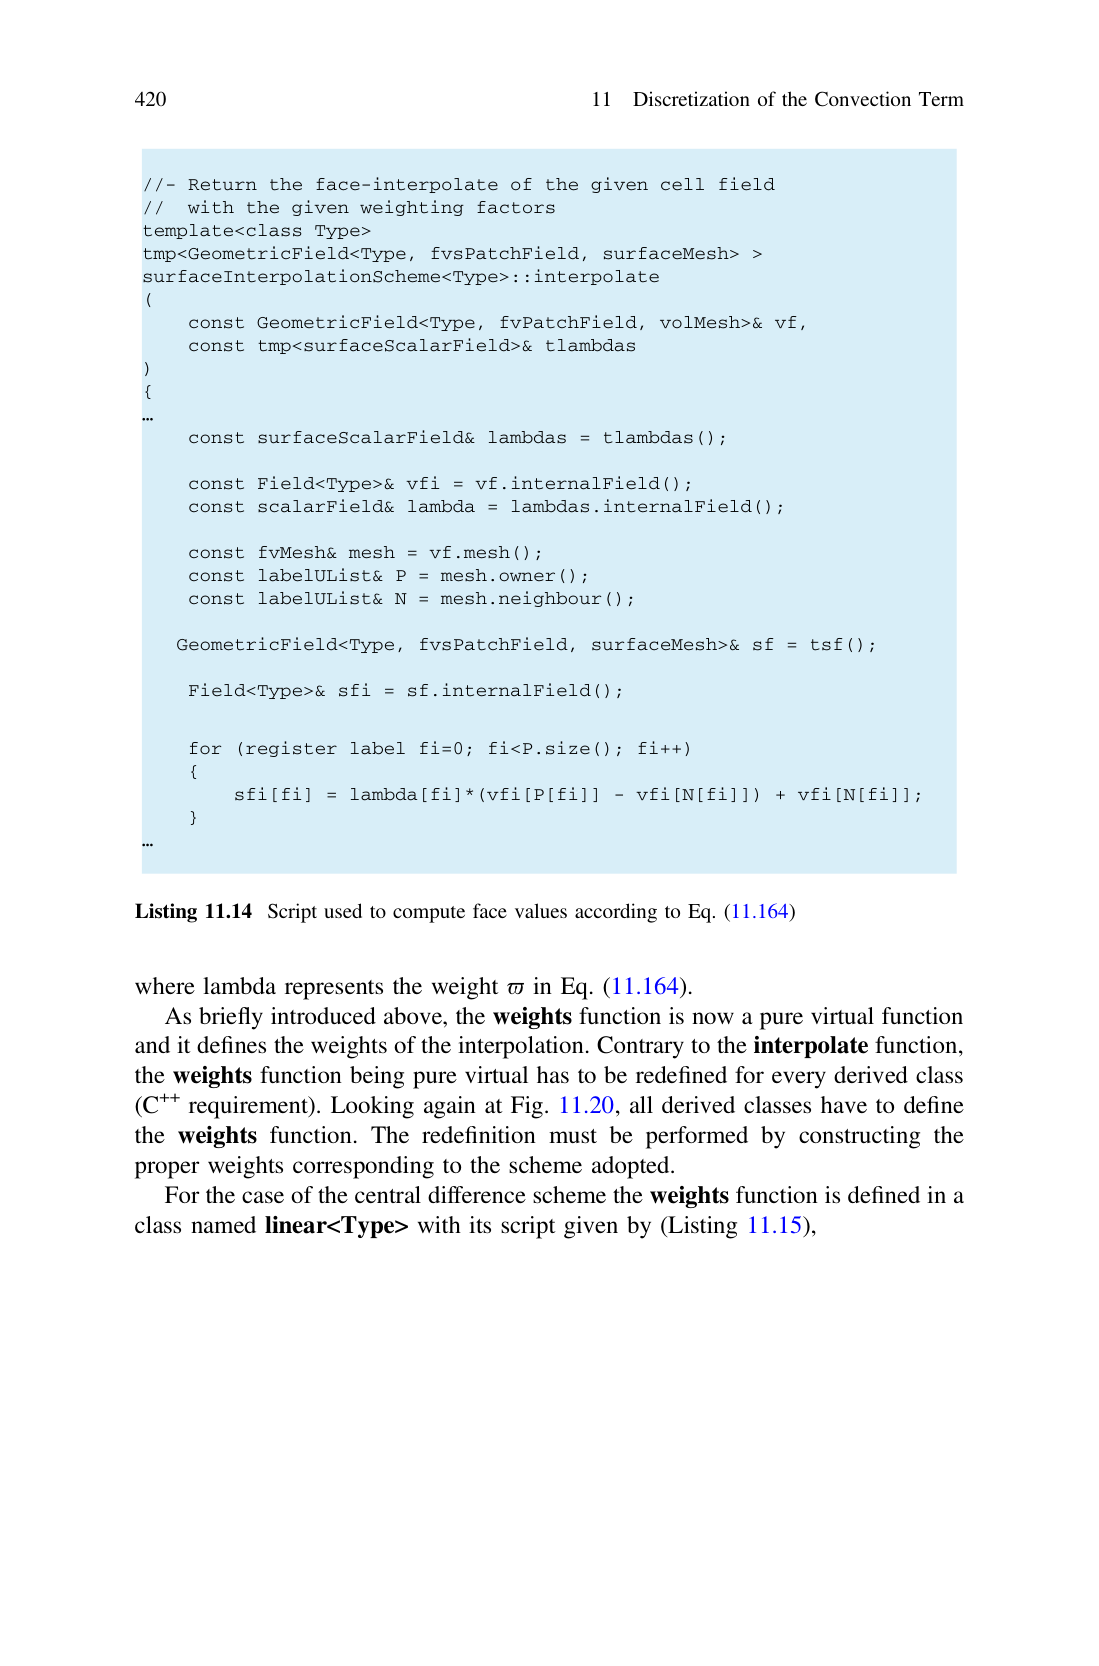 420 11 Discretization of the Convection Term
//- Return the face-interpolate of the given cell field
//  with the given weighting factors
template<class Type>
tmp<GeometricField<Type, fvsPatchField, surfaceMesh> >
surfaceInterpolationScheme<Type>::interpolate
(
    const GeometricField<Type, fvPatchField, volMesh>& vf,
    const tmp<surfaceScalarField>& tlambdas
)
{
…
    const surfaceScalarField& lambdas = tlambdas();
    const Field<Type>& vfi = vf.internalField();
    const scalarField& lambda = lambdas.internalField();
    const fvMesh& mesh = vf.mesh();
    const labelUList& P = mesh.owner();
    const labelUList& N = mesh.neighbour();
   GeometricField<Type, fvsPatchField, surfaceMesh>& sf = tsf();
    Field<Type>& sfi = sf.internalField();
    for (register label fi=0; fi<P.size(); fi++)
    {
        sfi[fi] = lambda[fi]*(vfi[P[fi]] - vfi[N[fi]]) + vfi[N[fi]];
    }
…
Listing 11.14 Script used to compute face values according to Eq. (11.164)
where lambda represents the weight ϖ in Eq. (11.164).
As briefly introduced above, the weights function is now a pure virtual function
and it defines the weights of the interpolation. Contrary to the interpolate function,
the weights function being pure virtual has to be redefined for every derived class
(C++ requirement). Looking again at Fig. 11.20, all derived classes have to define
the weights function. The redefinition must be performed by constructing the
proper weights corresponding to the scheme adopted.
For the case of the central difference scheme the weights function is defined in a
class named linear<Type> with its script given by (Listing 11.15),